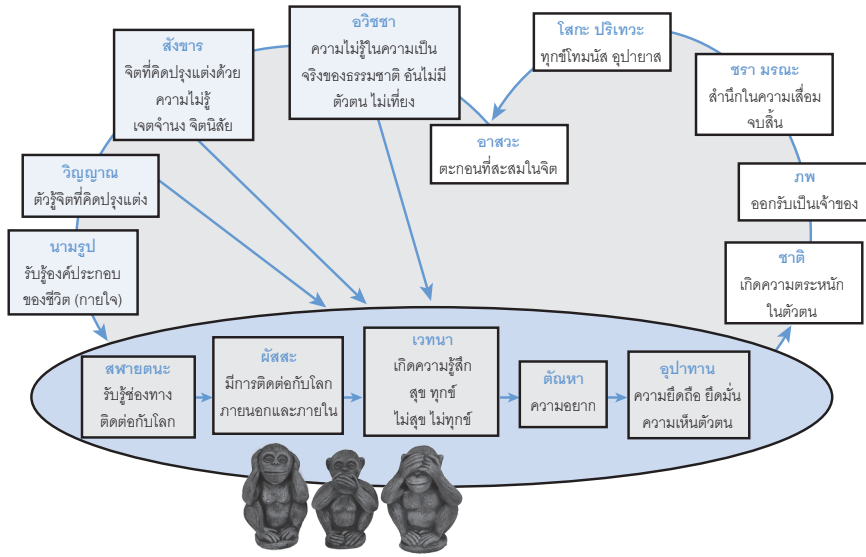 อวิชชา
ความไม่รู้ในความเป็น
จริงของธรรมชาติ อันไม่มี
ตัวตน ไม่เที่ยง
สังขาร
จิตที่คิดปรุงแต่งด้วย
ความไม่รู้
เจตจำนง จิตนิสัย
วิญญาณ
ตัวรู้จิตที่คิดปรุงแต่ง
นามรูป
รับรู้องค์ประกอบ
ของชีวิต (กายใจ)
สฬายตนะ
รับรู้ช่องทาง
ติดต่อกับโลก
ผัสสะ
มีการติดต่อกับโลก
ภายนอกและภายใน
เวทนา
เกิดความรู้สึก
สุข ทุกข์
ไม่สุข ไม่ทุกข์
ตัณหา
ความอยาก
อุปาทาน
ความยึดถือ ยึดมั่น
ความเห็นตัวตน
ชาติ
เกิดความตระหนัก
ในตัวตน
ภพ
ออกรับเป็นเจ้าของ
ชรา มรณะ
สำนึกในความเสื่อม
จบสิ้น
โสกะ ปริเทวะ
ทุกข์โทมนัส อุปายาส
อาสวะ
ตะกอนที่สะสมในจิต